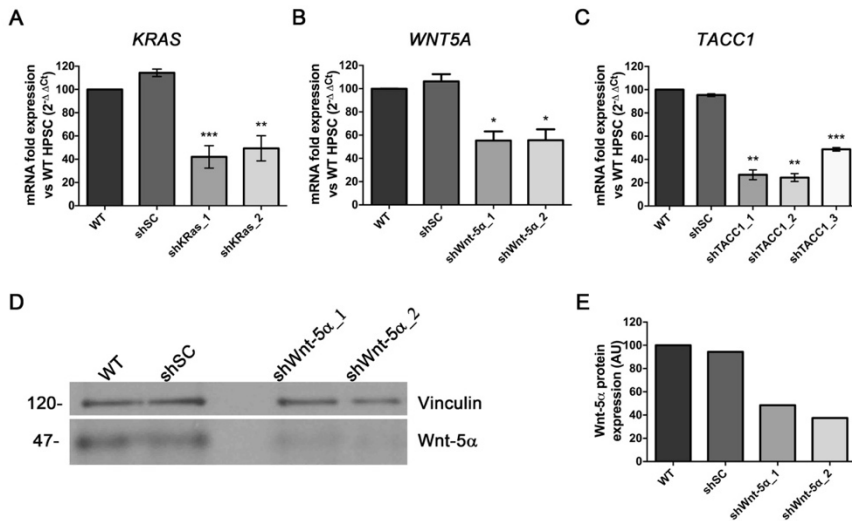 A
KRAS
mRNA fold expression
vs WT HPSC (2-Δ ΔCt)
120
100
80
60
40
20
0
***
**
WT
shSC
shKRas_1
shKRas_2
B
WNT5A
mRNA fold expression
vs WT HPSC (2-Δ ΔCt)
120
100
80
60
40
20
0
*
*
WT
shSC
shWnt-5α_1
shWnt-5α_2
C
TACC1
mRNA fold expression
vs WT HPSC (2-Δ ΔCt)
120
100
80
60
40
20
0
**
**
***
WT
shSC
shTACC1_1
shTACC1_2
shTACC1_3
D
WT
shSC
shWnt-5α_1
shWnt-5α_2
120-
Vinculin
47-
Wnt-5α
E
Wnt-5α protein
expression (AU)
120
100
80
60
40
20
0
WT
shSC
shWnt-5α_1
shWnt-5α_2